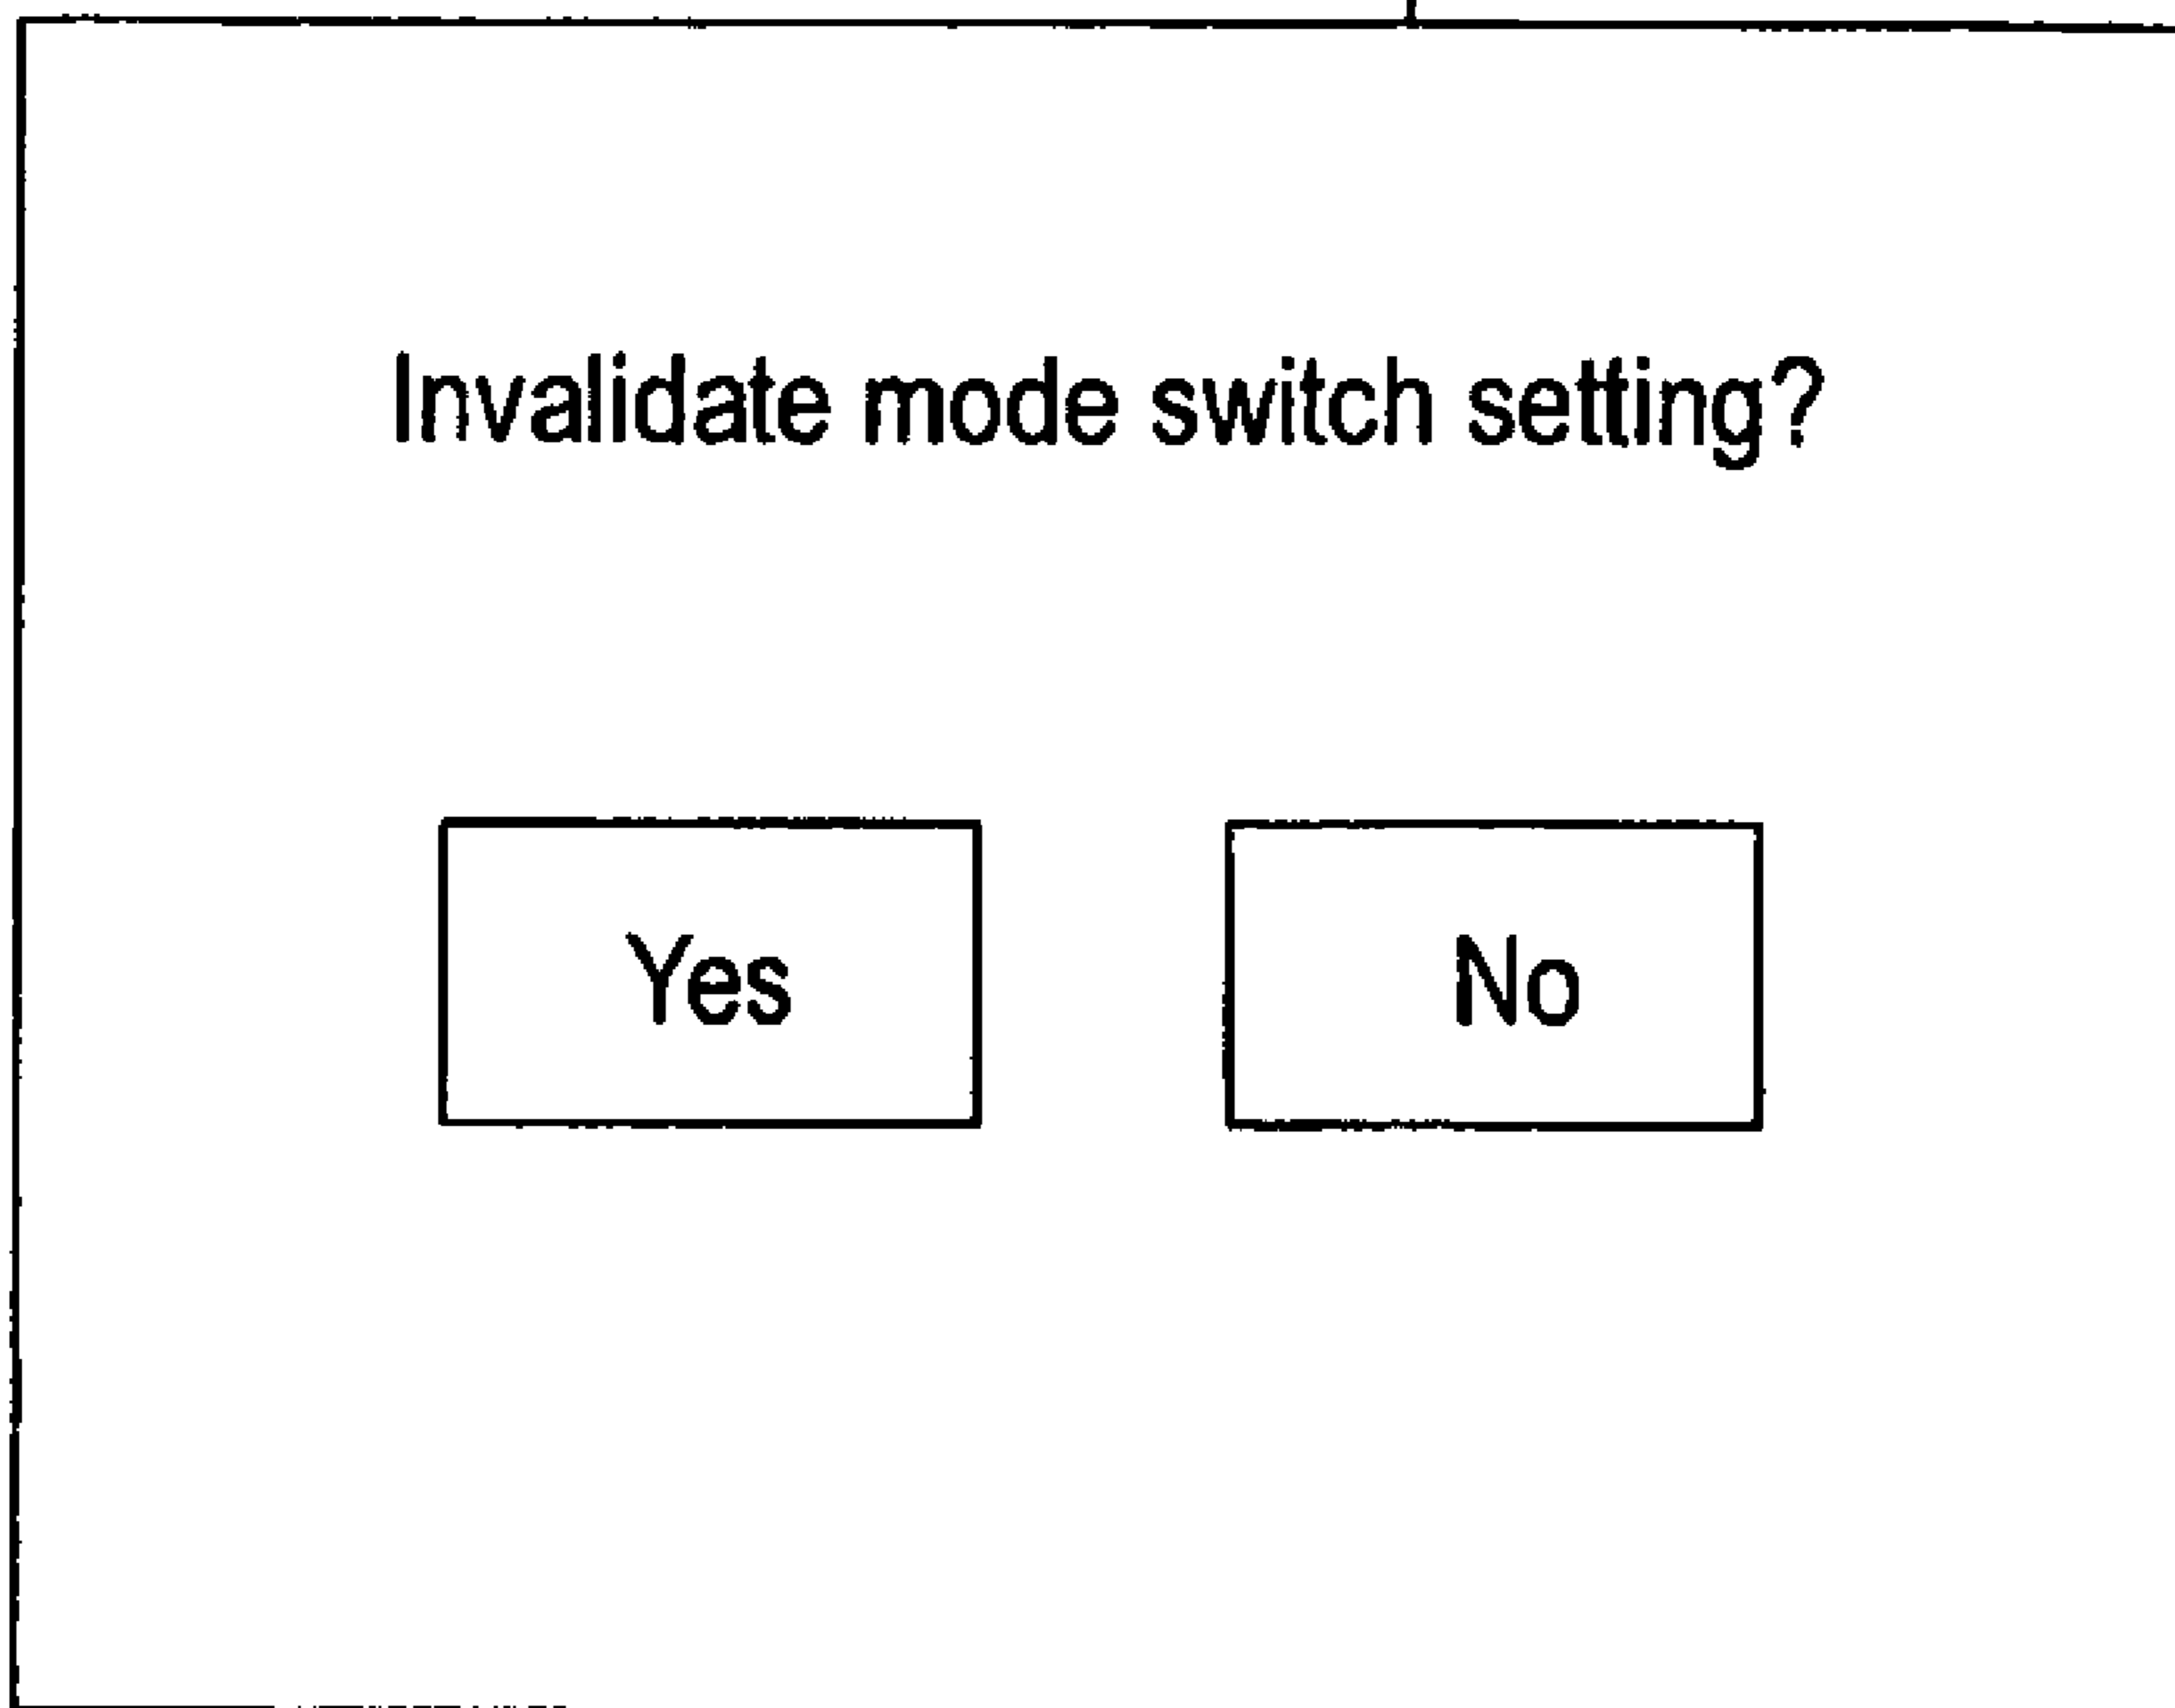 Invalidate mode switch setting?
Yes
No